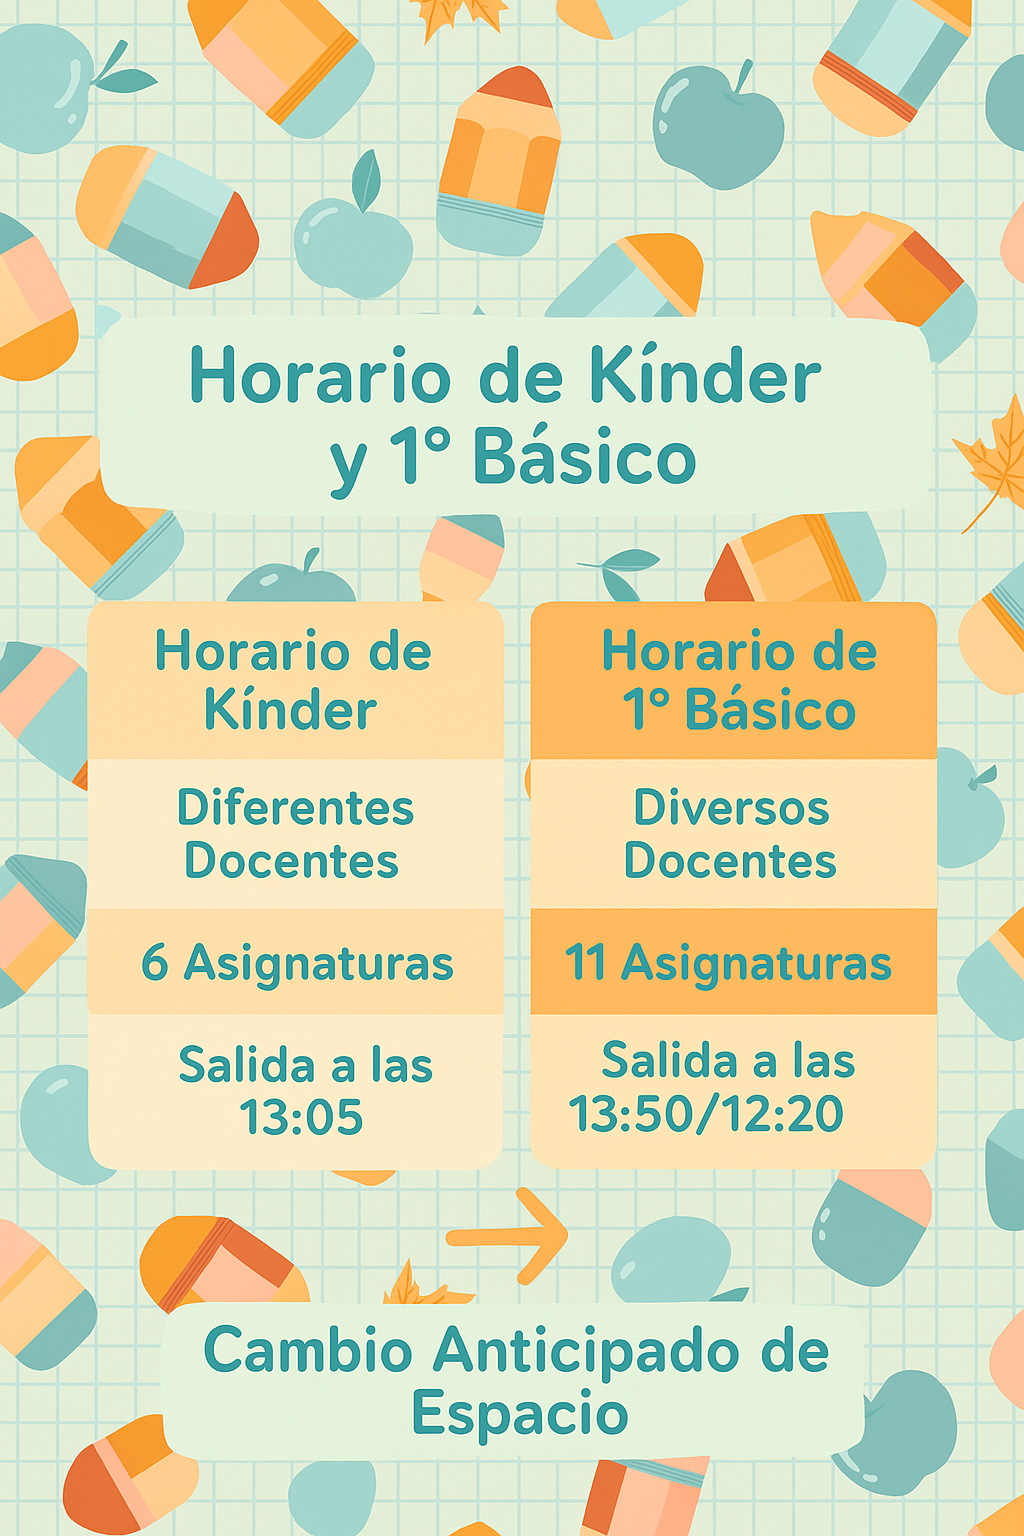 Horario de Kínder
y 1° Básico
Horario de
Kínder
Diferentes
Docentes
6 Asignaturas
Salida a las
13:05
Horario de
1° Básico
Diversos
Docentes
11 Asignaturas
Salida a las
13:50/12:20
Cambio Anticipado de
Espacio